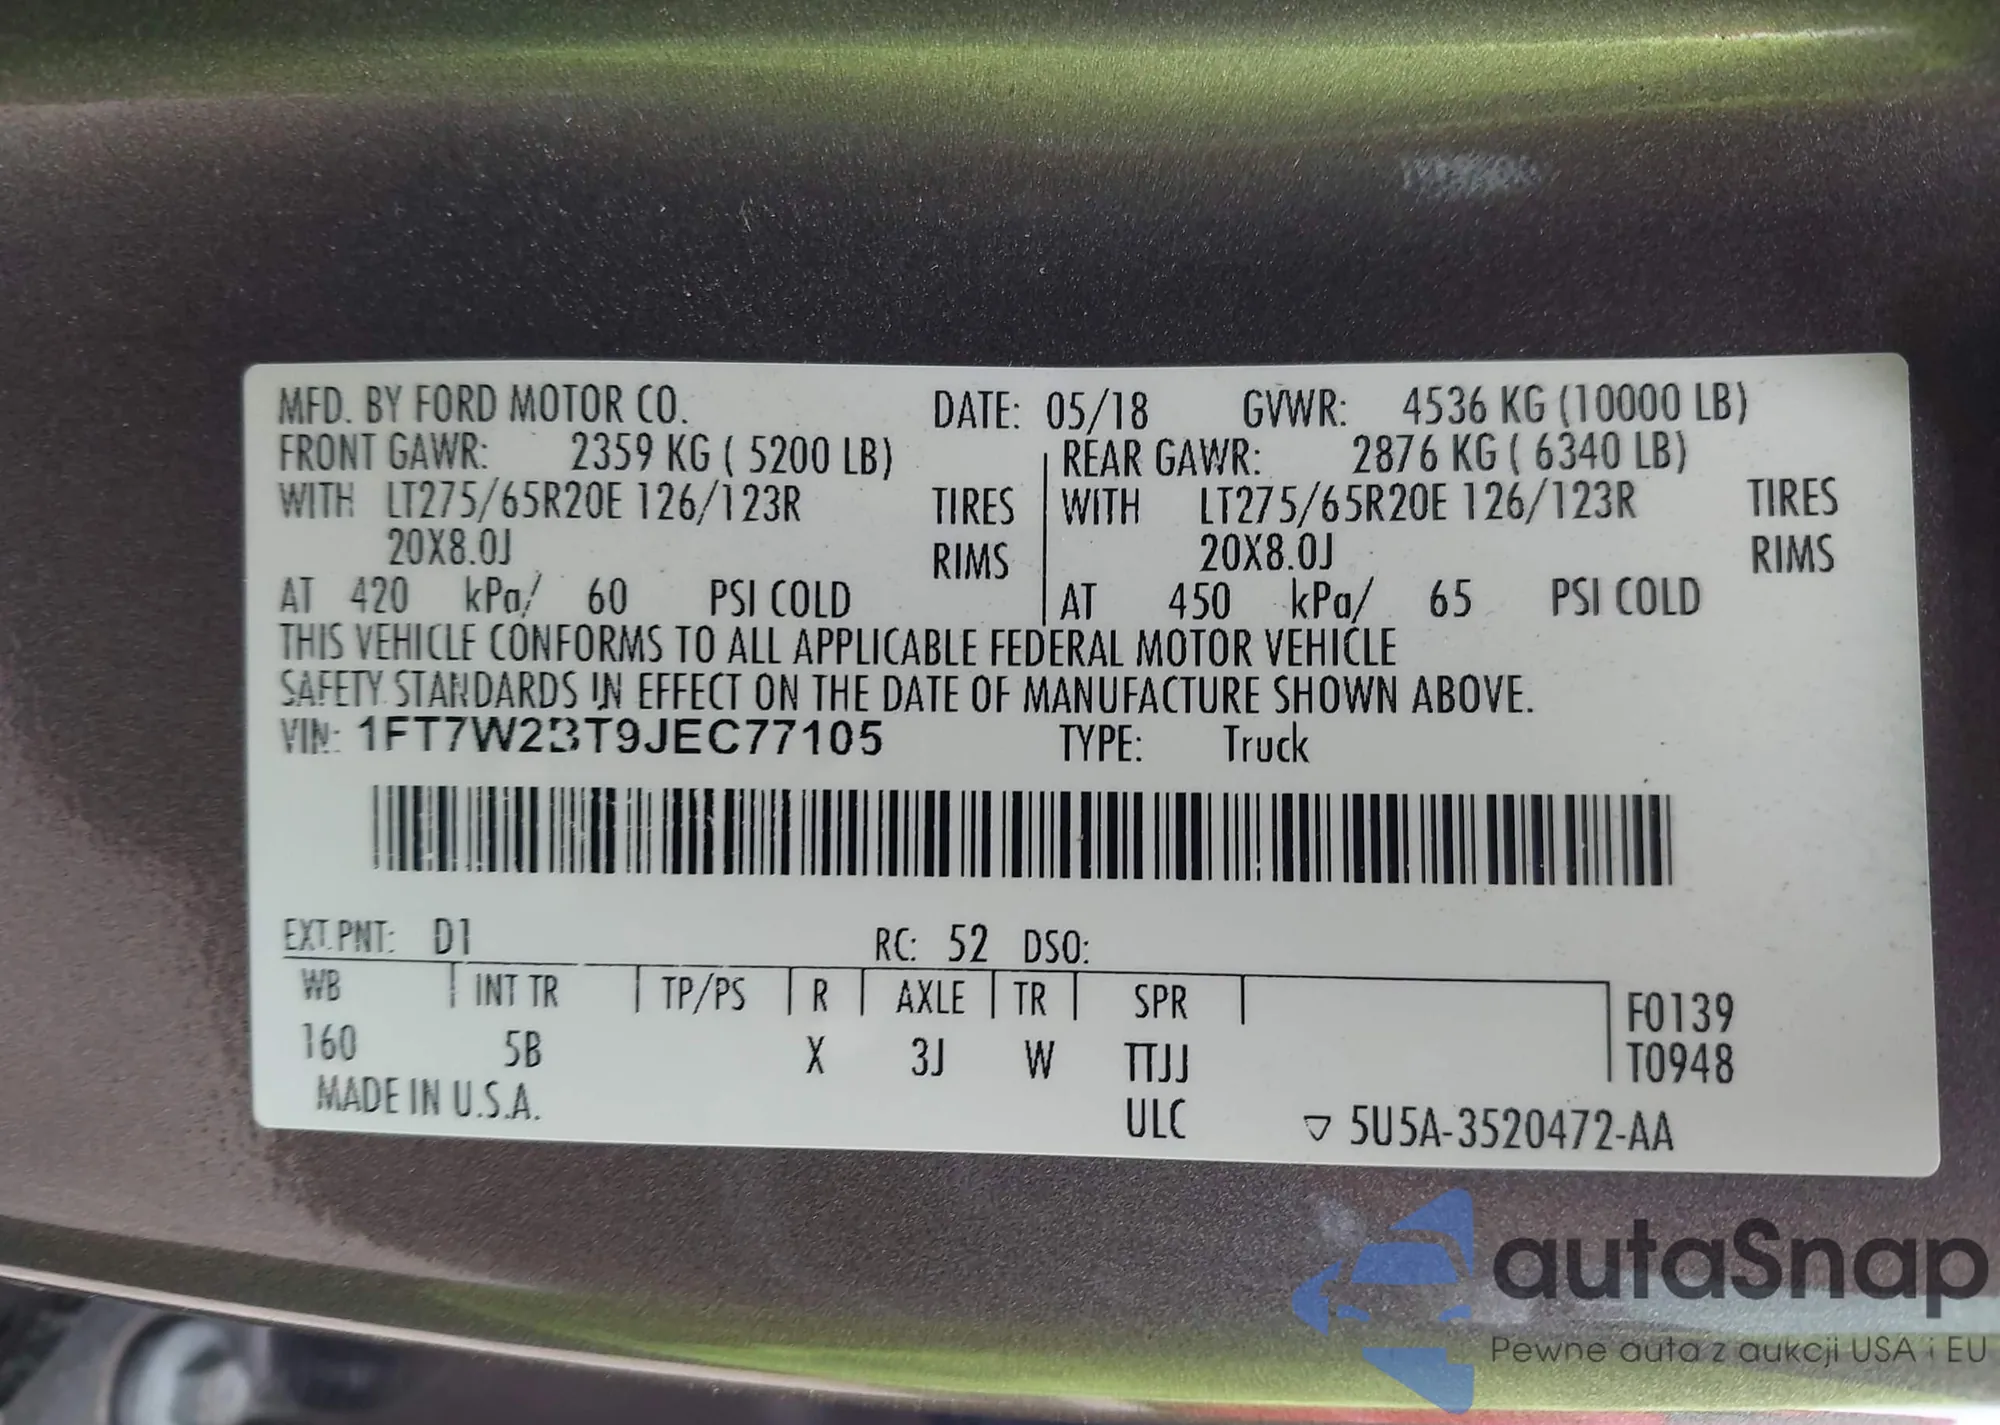 MFD. BY FORD MOTOR CO. DATE: 05/18 GVWR: 4536 KG (10000 LB)
FRONT GAWR: 2359 KG ( 5200 LB) REAR GAWR: 2876 KG ( 6340 LB)
WITH LT275/65R20E 126/123R TIRES WITH LT275/65R20E 126/123R TIRES
20X8.0J RIMS 20X8.0J RIMS
AT 420 kPa/ 60 PSI COLD AT 450 kPa/ 65 PSI COLD
THIS VEHICLE CONFORMS TO ALL APPLICABLE FEDERAL MOTOR VEHICLE
SAFETY STANDARDS IN EFFECT ON THE DATE OF MANUFACTURE SHOWN ABOVE.
VIN: 1FT7W2BT9JEC77105 TYPE: Truck
EXT. PNT: D1 RC: 52 DSO:
WB INT TR TP/PS R AXLE TR SPR F0139
160 5B X 3J W TTJJ T0948
MADE IN U.S.A. ULC ▽ 5U5A-3520472-AA
autaSnap
Pewne auta z aukcji USA i EU